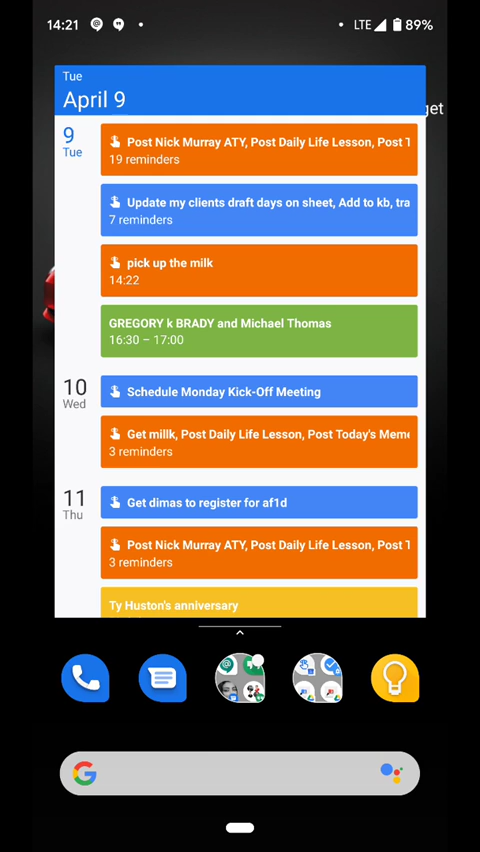 14:21
LTE
89%
Tue
April 9
get
9
Tue
Post Nick Murray ATY, Post Daily Life Lesson, Post T
19 reminders
Update my clients draft days on sheet, Add to kb, tra
7 reminders
pick up the milk
14:22
GREGORY k BRADY and Michael Thomas
16:30 – 17:00
10
Wed
Schedule Monday Kick-Off Meeting
Get millk, Post Daily Life Lesson, Post Today's Meme
3 reminders
11
Thu
Get dimas to register for af1d
Post Nick Murray ATY, Post Daily Life Lesson, Post T
3 reminders
Ty Huston's anniversary